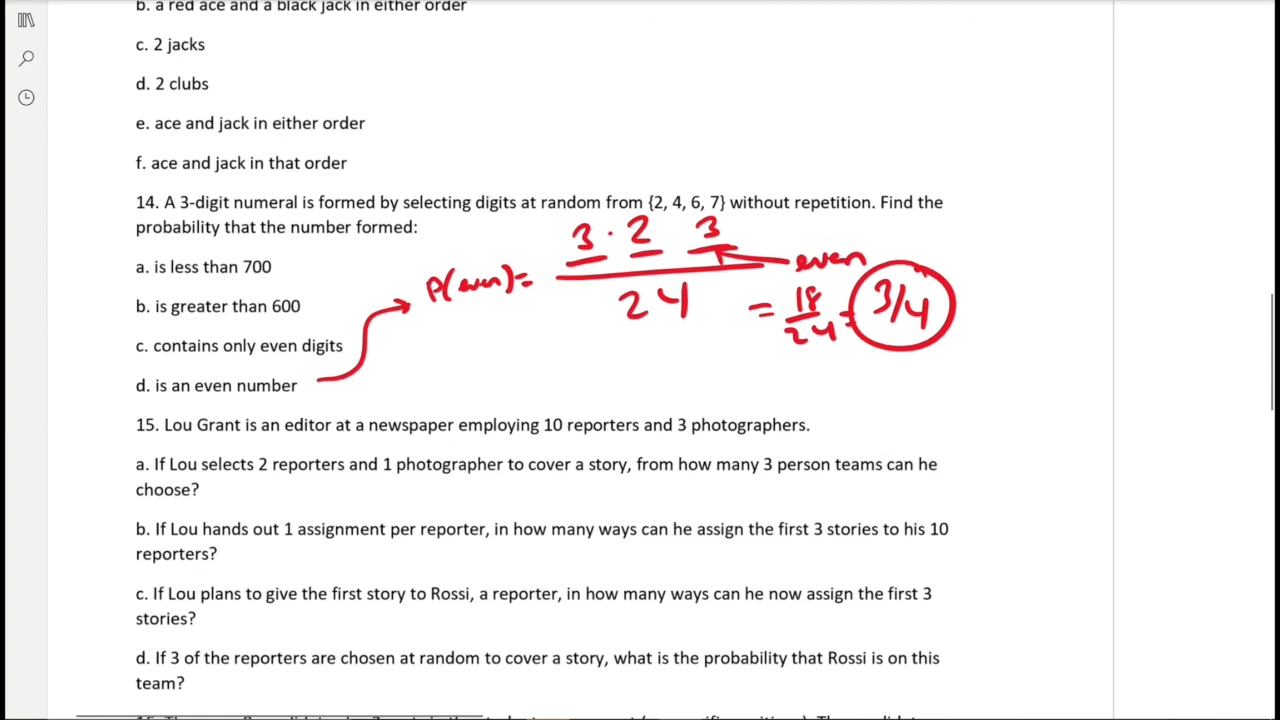 b. a red ace and a black jack in either order
c. 2 jacks
d. 2 clubs
e. ace and jack in either order
f. ace and jack in that order
14. A 3-digit numeral is formed by selecting digits at random from {2, 4, 6, 7} without repetition. Find the
probability that the number formed:
3 · 2 3
even
P(even) =
24
= 18/24 = 3/4
a. is less than 700
b. is greater than 600
c. contains only even digits
d. is an even number
15. Lou Grant is an editor at a newspaper employing 10 reporters and 3 photographers.
a. If Lou selects 2 reporters and 1 photographer to cover a story, from how many 3 person teams can he
choose?
b. If Lou hands out 1 assignment per reporter, in how many ways can he assign the first 3 stories to his 10
reporters?
c. If Lou plans to give the first story to Rossi, a reporter, in how many ways can he now assign the first 3
stories?
d. If 3 of the reporters are chosen at random to cover a story, what is the probability that Rossi is on this
team?